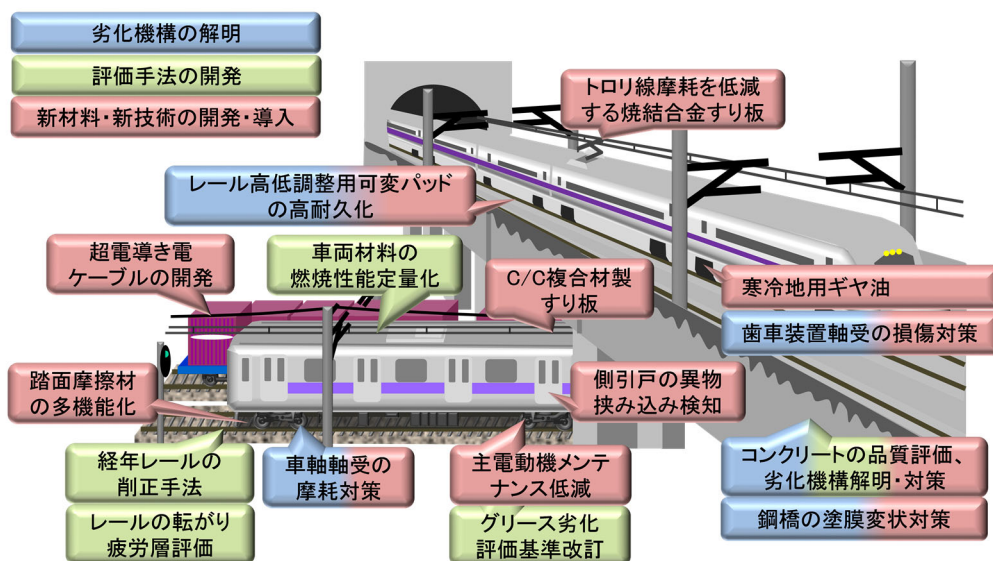 劣化機構の解明
評価手法の開発
新材料・新技術の開発・導入
トロリ線摩耗を低減
する焼結合金すり板
レール高低調整用可変パッド
の高耐久化
超電導き電
ケーブルの開発
車両材料の
燃焼性能定量化
C/C複合材製
すり板
寒冷地用ギヤ油
歯車装置軸受の損傷対策
踏面摩擦材
の多機能化
側引戸の異物
挟み込み検知
経年レールの
削正手法
車軸軸受の
摩耗対策
主電動機メンテ
ナンス低減
コンクリートの品質評価、
劣化機構解明・対策
レールの転がり
疲労層評価
グリース劣化
評価基準改訂
鋼橋の塗膜変状対策